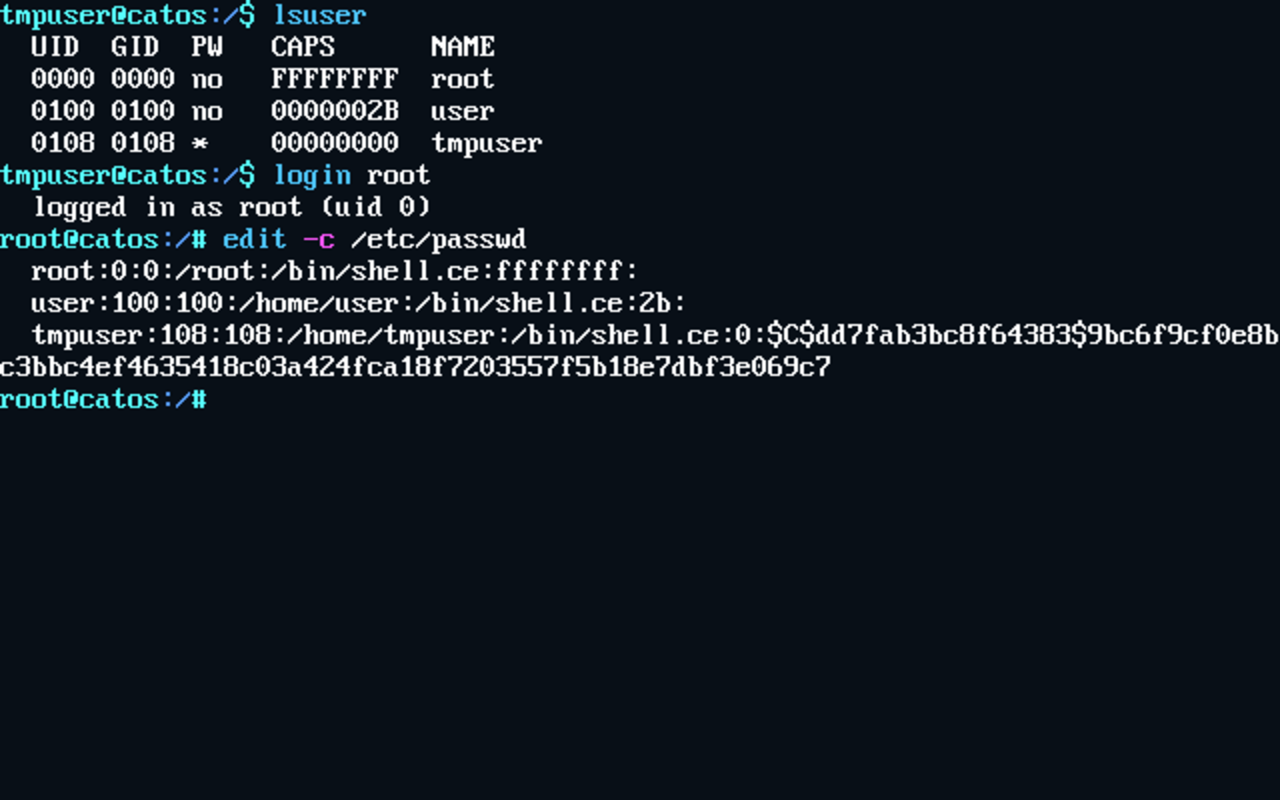 tmpuser@catos:/$ lsuser
UID GID PW CAPS NAME
0000 0000 no FFFFFFFF root
0100 0100 no 0000002B user
0108 0108 * 00000000 tmpuser
tmpuser@catos:/$ login root
logged in as root (uid 0)
root@catos:/# edit -c /etc/passwd
root:0:0:/root:/bin/shell.ce:ffffffff:
user:100:100:/home/user:/bin/shell.ce:2b:
tmpuser:108:108:/home/tmpuser:/bin/shell.ce:0:$C$dd7fab3bc8f64383$9bc6f9cf0e8b
c3bbc4ef4635418c03a424fca18f7203557f5b18e7dbf3e069c7
root@catos:/#